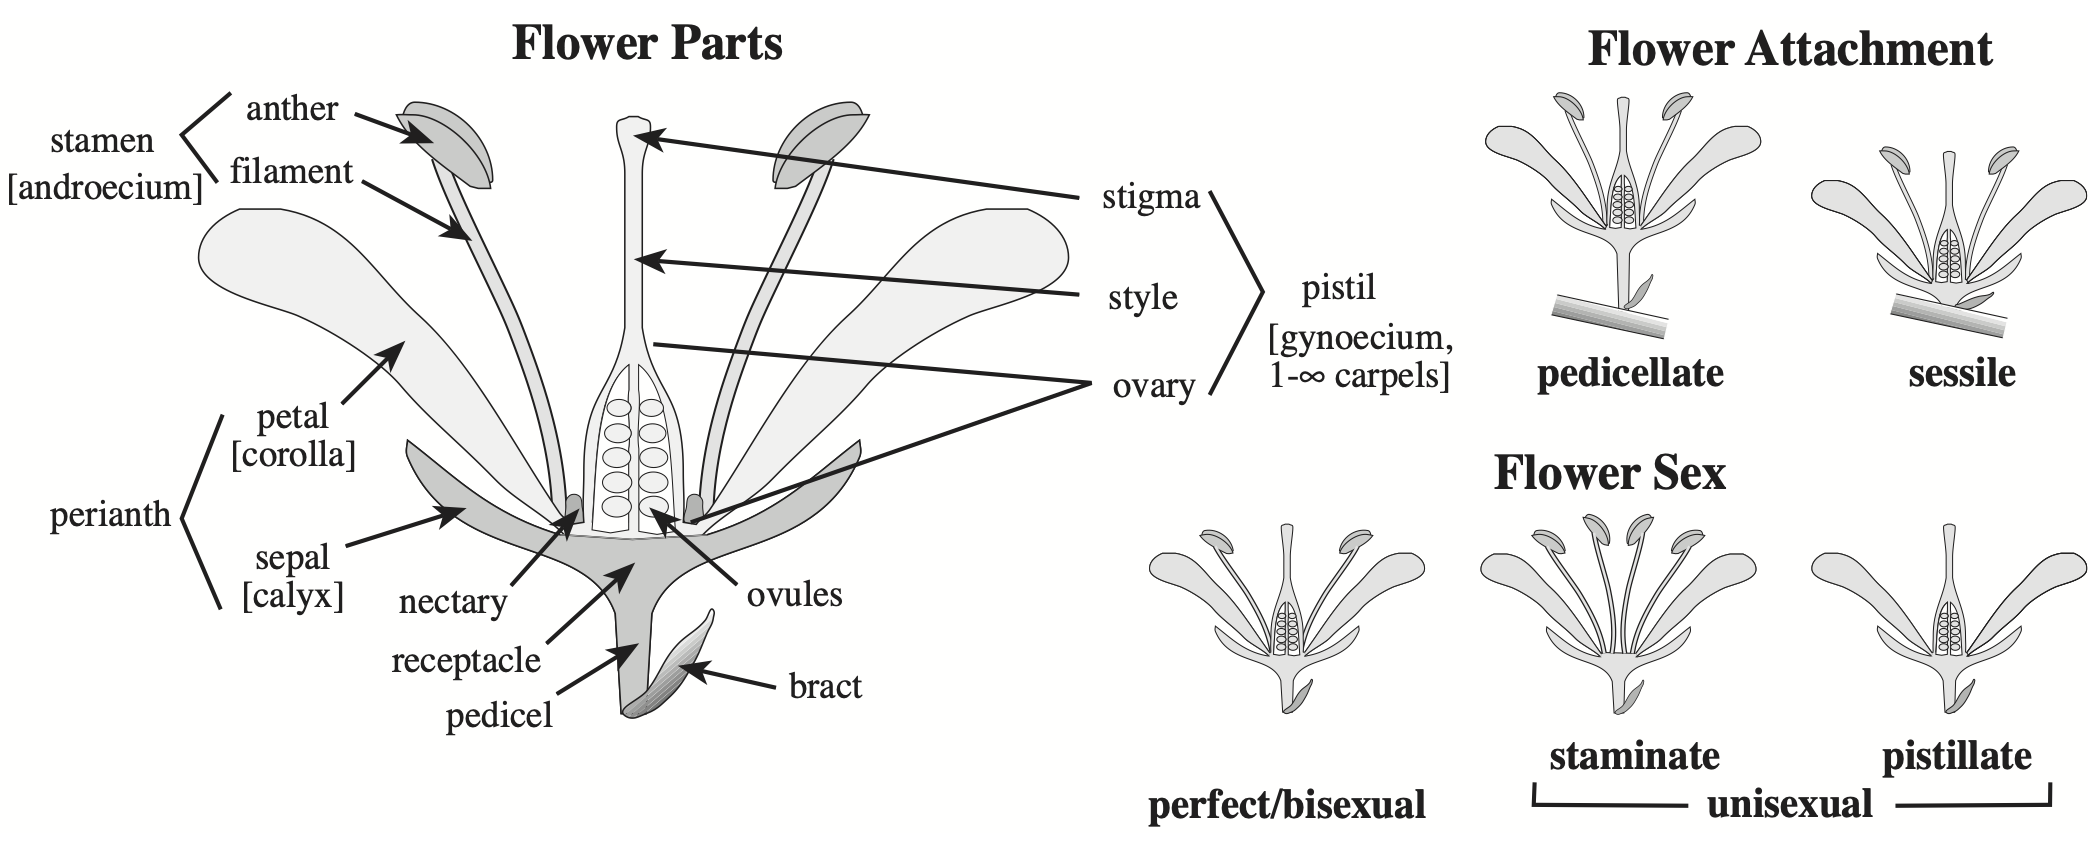 Flower Parts
anther
stamen
filament
[androecium]
petal
[corolla]
perianth
sepal
[calyx]
nectary
receptacle
pedicel
bract
ovules
stigma
style
ovary
pistil
[gynoecium,
1-∞ carpels]
Flower Attachment
pedicellate
sessile
Flower Sex
perfect/bisexual
staminate
pistillate
unisexual